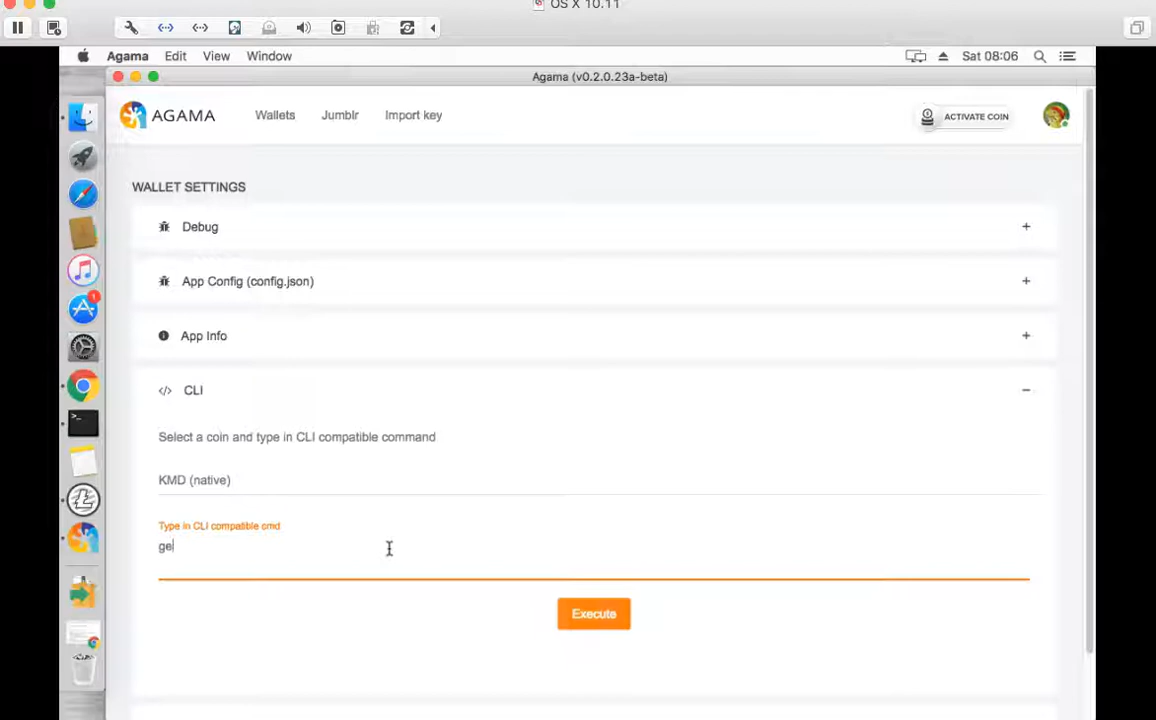 OS X 10.11
Agama Edit View Window
Sat 08:06
Agama (v0.2.0.23a-beta)
AGAMA Wallets Jumblr Import key
ACTIVATE COIN
WALLET SETTINGS
Debug
App Config (config.json)
App Info
CLI
Select a coin and type in CLI compatible command
KMD (native)
Type in CLI compatible cmd
ge
Execute
1